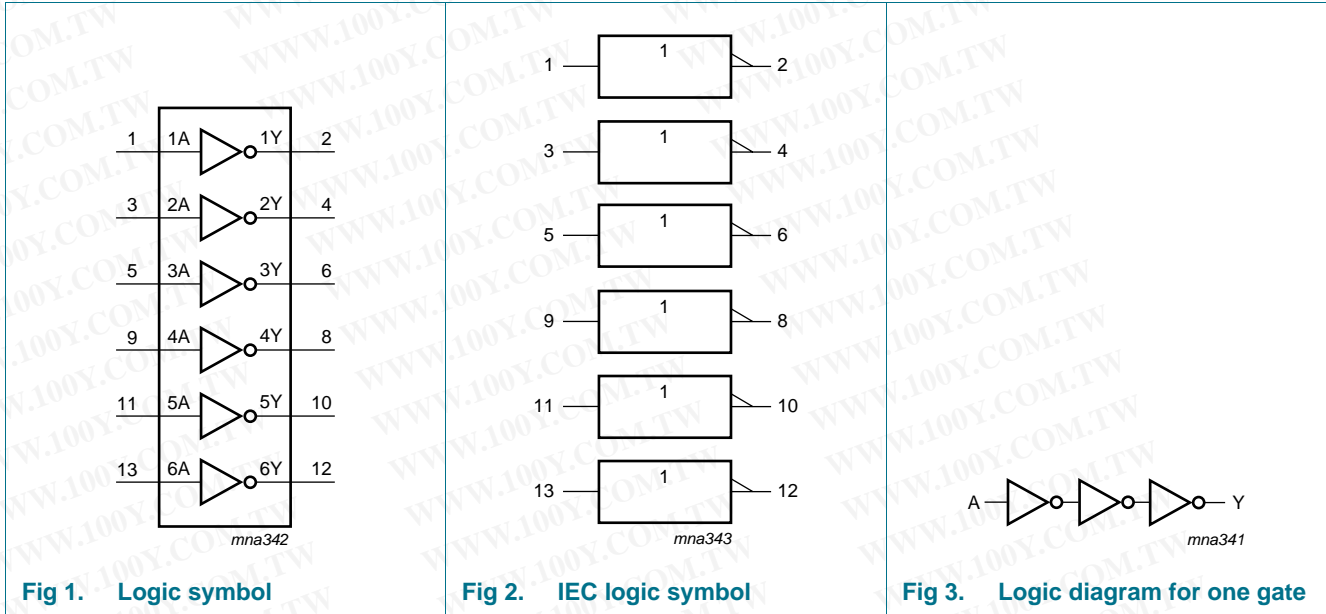 1 1A 1Y 2
3 2A 2Y 4
5 3A 3Y 6
9 4A 4Y 8
11 5A 5Y 10
13 6A 6Y 12
mna342
Fig 1. Logic symbol
1 1 2
3 1 4
5 1 6
9 1 8
11 1 10
13 1 12
mna343
Fig 2. IEC logic symbol
A Y
mna341
Fig 3. Logic diagram for one gate
WWW.100Y.COM.TW